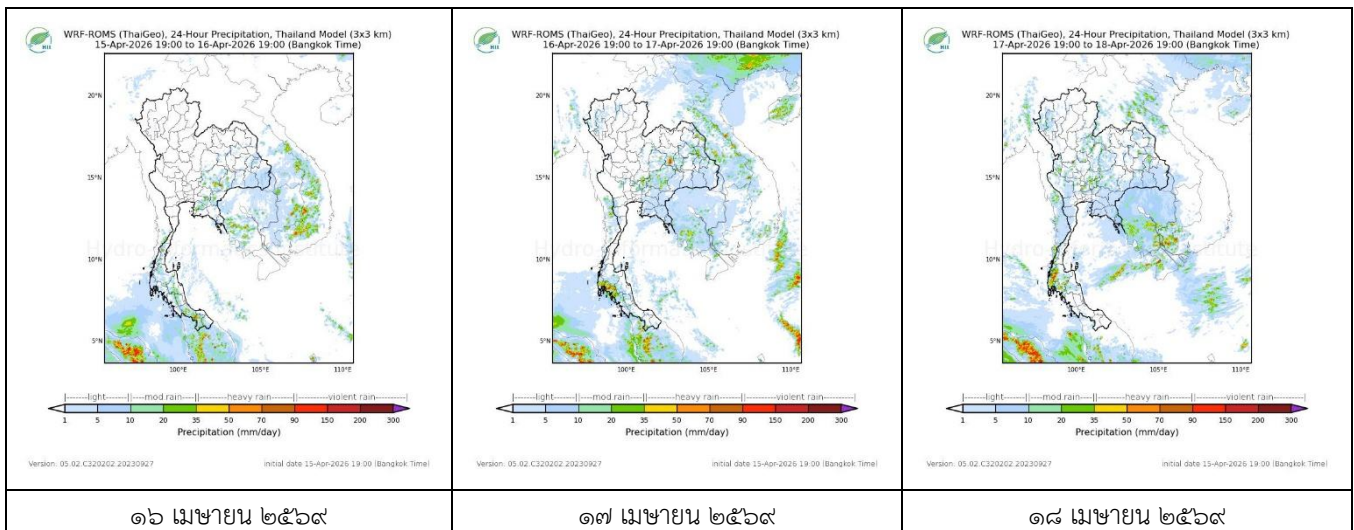 WRF-ROMS (ThaiGeo), 24-Hour Precipitation, Thailand Model (3x3 km)
15-Apr-2026 19:00 to 16-Apr-2026 19:00 (Bangkok Time)
20°N
15°N
10°N
5°N
100°E 105°E 110°E
|-------light-------||----mod rain----||-------heavy rain-------||-------violent rain-------|
1 5 10 20 35 50 70 90 150 200 300
Precipitation (mm/day)
Version: 05.02.C320202.20230927 initial date 15-Apr-2026 19:00 (Bangkok Time)
๑๖ เมษายน ๒๕๖๙
WRF-ROMS (ThaiGeo), 24-Hour Precipitation, Thailand Model (3x3 km)
16-Apr-2026 19:00 to 17-Apr-2026 19:00 (Bangkok Time)
20°N
15°N
10°N
5°N
100°E 105°E 110°E
|-------light-------||----mod rain----||-------heavy rain-------||-------violent rain-------|
1 5 10 20 35 50 70 90 150 200 300
Precipitation (mm/day)
Version: 05.02.C320202.20230927 initial date 15-Apr-2026 19:00 (Bangkok Time)
๑๗ เมษายน ๒๕๖๙
WRF-ROMS (ThaiGeo), 24-Hour Precipitation, Thailand Model (3x3 km)
17-Apr-2026 19:00 to 18-Apr-2026 19:00 (Bangkok Time)
20°N
15°N
10°N
5°N
100°E 105°E 110°E
|-------light-------||----mod rain----||-------heavy rain-------||-------violent rain-------|
1 5 10 20 35 50 70 90 150 200 300
Precipitation (mm/day)
Version: 05.02.C320202.20230927 initial date 15-Apr-2026 19:00 (Bangkok Time)
๑๘ เมษายน ๒๕๖๙